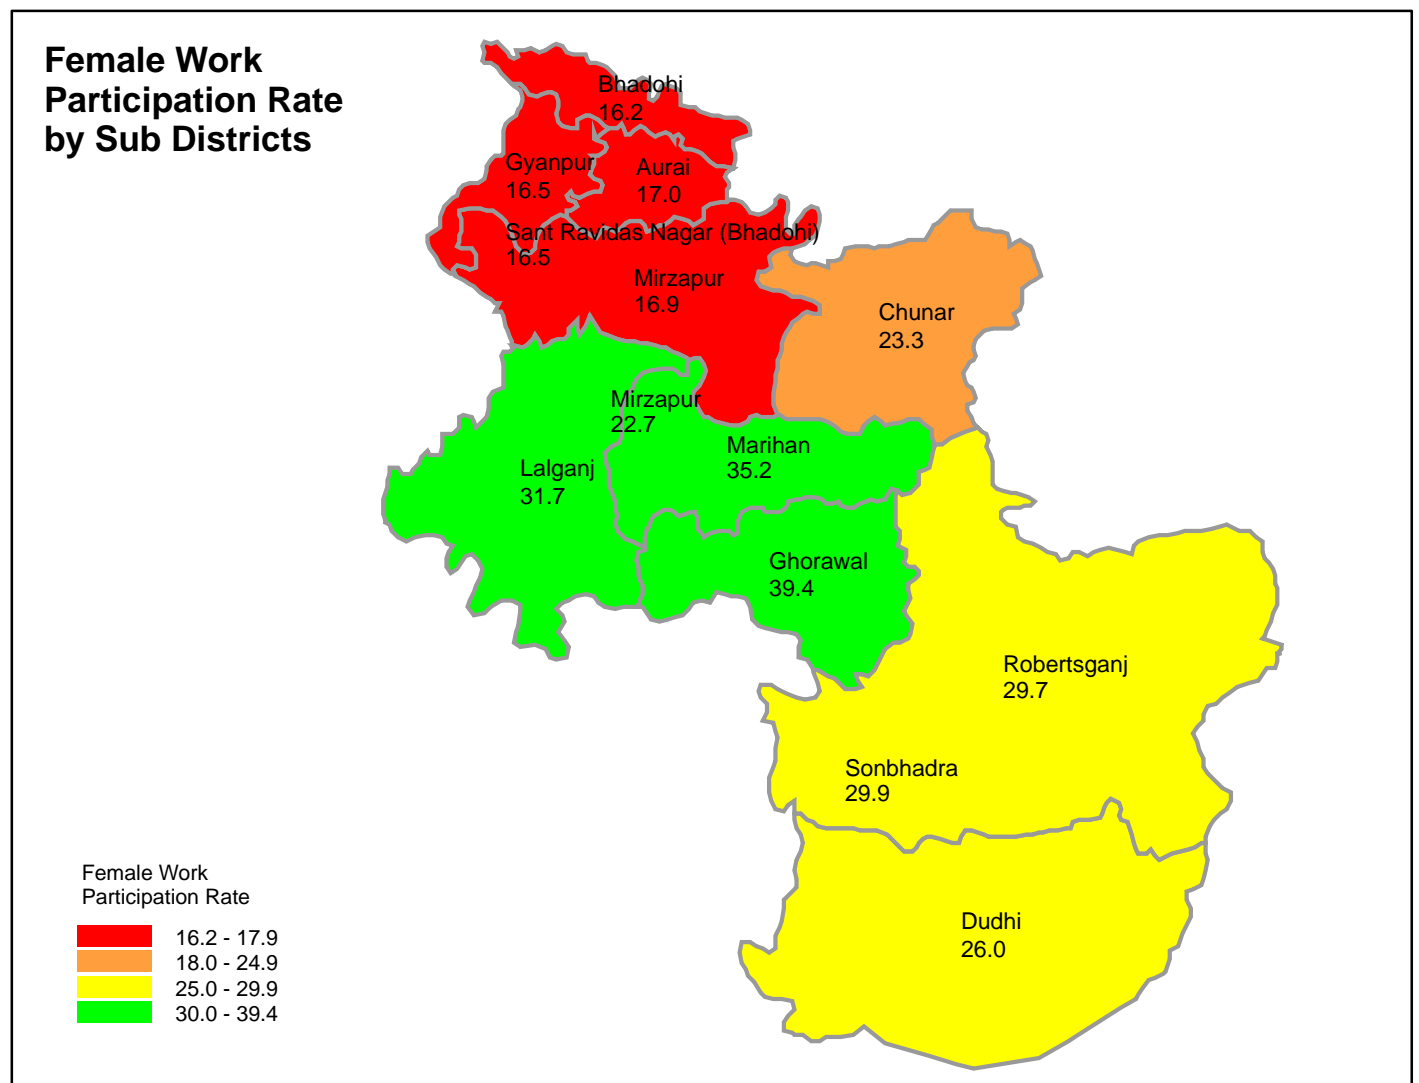 Female Work
Participation Rate
by Sub Districts
Bhadohi
16.2
Gyanpur
16.5
Aurai
17.0
Sant Ravidas Nagar (Bhadohi)
16.5
Mirzapur
16.9
Chunar
23.3
Mirzapur
22.7
Marihan
35.2
Lalganj
31.7
Ghorawal
39.4
Robertsganj
29.7
Sonbhadra
29.9
Dudhi
26.0
Female Work
Participation Rate
16.2 - 17.9
18.0 - 24.9
25.0 - 29.9
30.0 - 39.4